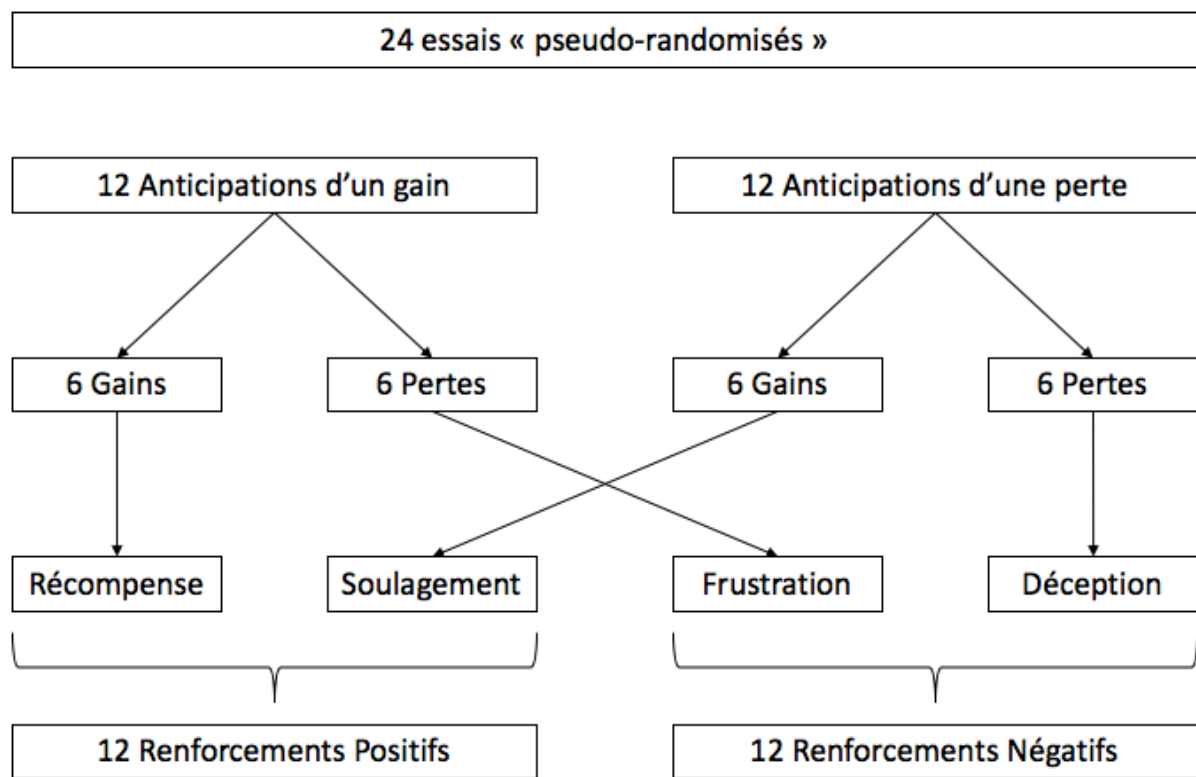 24 essais « pseudo-randomisés »
12 Anticipations d’un gain
12 Anticipations d’une perte
6 Gains
6 Pertes
6 Gains
6 Pertes
Récompense
Soulagement
Frustration
Déception
12 Renforcements Positifs
12 Renforcements Négatifs